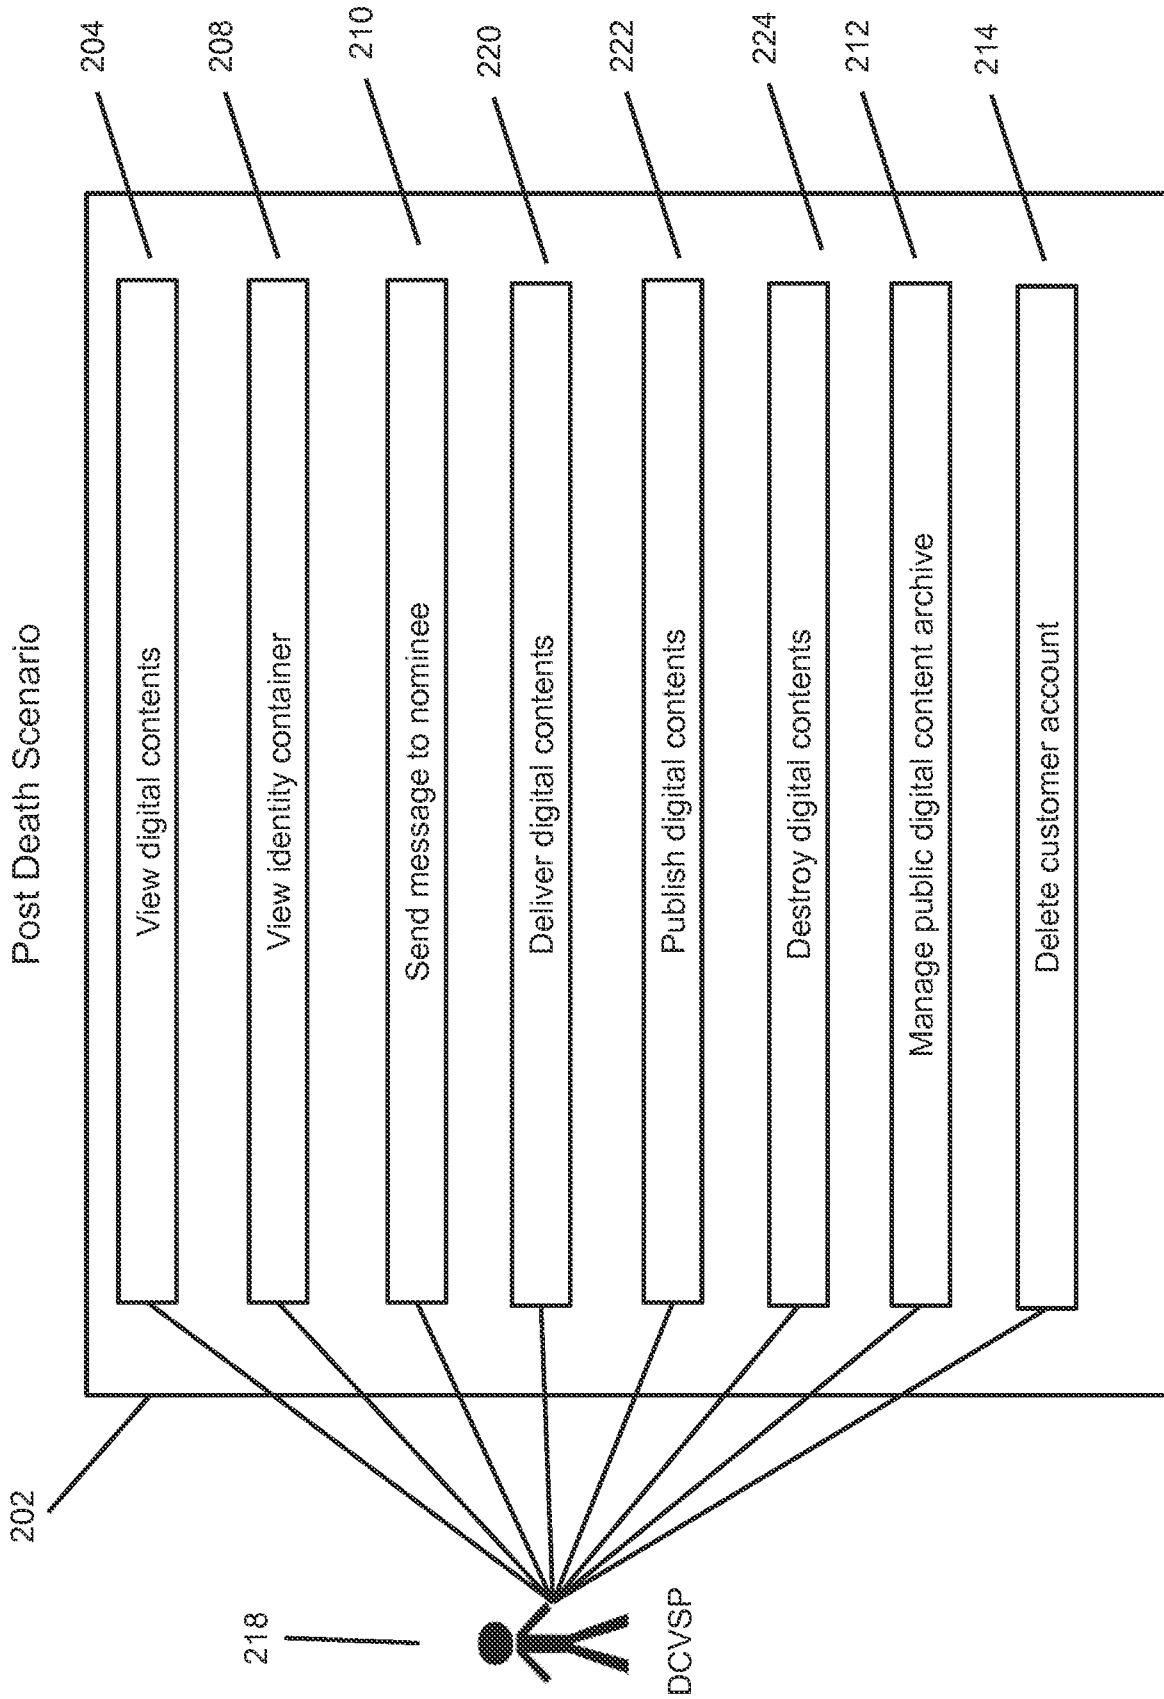 Post Death Scenario
202
218
DCVSP
View digital contents
204
View identity container
208
Send message to nominee
210
Deliver digital contents
220
Publish digital contents
222
Destroy digital contents
224
Manage public digital content archive
212
Delete customer account
214